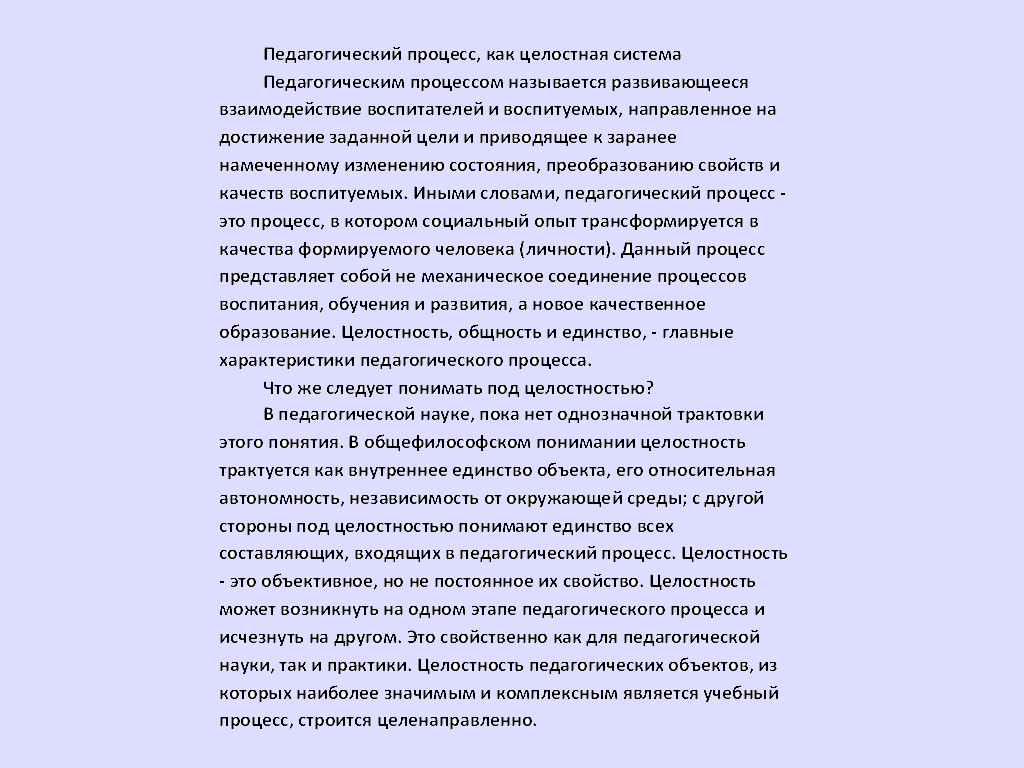 Педагогический процесс, как целостная система
Педагогическим процессом называется развивающееся
взаимодействие воспитателей и воспитуемых, направленное на
достижение заданной цели и приводящее к заранее
намеченному изменению состояния, преобразованию свойств и
качеств воспитуемых. Иными словами, педагогический процесс -
это процесс, в котором социальный опыт трансформируется в
качества формируемого человека (личности). Данный процесс
представляет собой не механическое соединение процессов
воспитания, обучения и развития, а новое качественное
образование. Целостность, общность и единство, - главные
характеристики педагогического процесса.
Что же следует понимать под целостностью?
В педагогической науке, пока нет однозначной трактовки
этого понятия. В общефилософском понимании целостность
трактуется как внутреннее единство объекта, его относительная
автономность, независимость от окружающей среды; с другой
стороны под целостностью понимают единство всех
составляющих, входящих в педагогический процесс. Целостность
- это объективное, но не постоянное их свойство. Целостность
может возникнуть на одном этапе педагогического процесса и
исчезнуть на другом. Это свойственно как для педагогической
науки, так и практики. Целостность педагогических объектов, из
которых наиболее значимым и комплексным является учебный
процесс, строится целенаправленно.